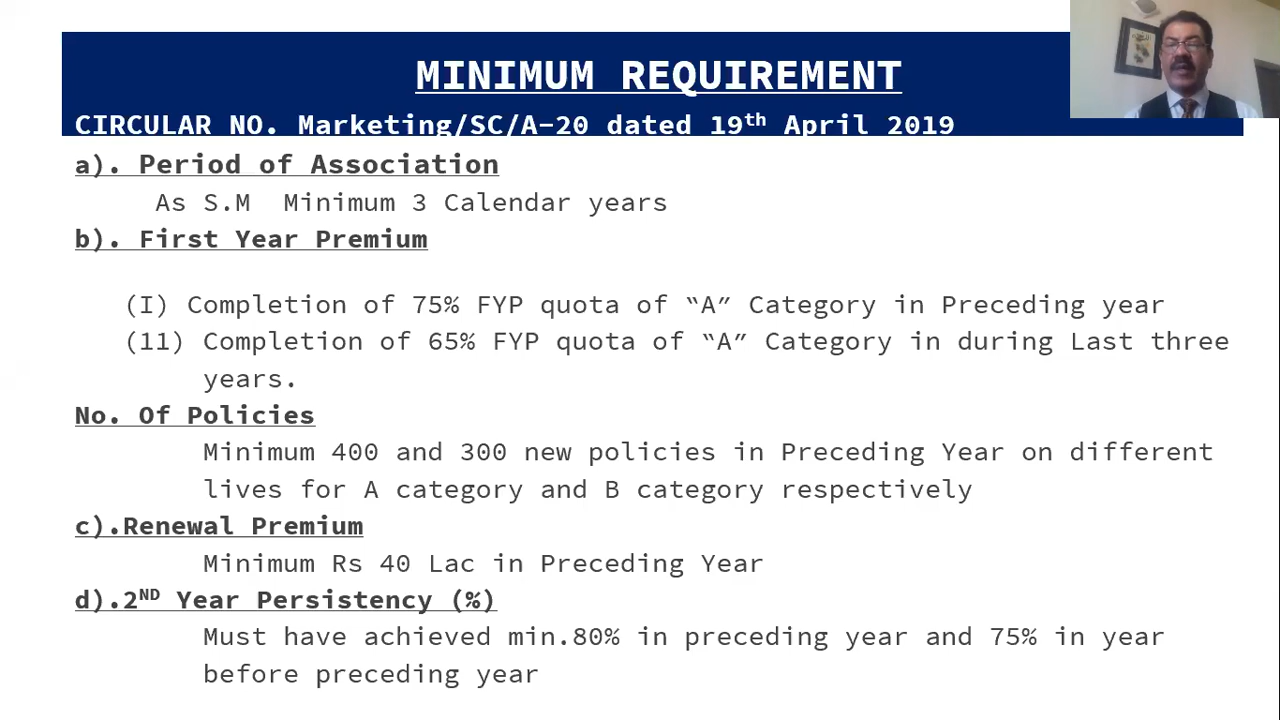 MINIMUM REQUIREMENT
CIRCULAR NO. Marketing/SC/A-20 dated 19th April 2019
a). Period of Association
As S.M Minimum 3 Calendar years
b). First Year Premium
(I) Completion of 75% FYP quota of “A” Category in Preceding year
(11) Completion of 65% FYP quota of “A” Category in during Last three
years.
No. Of Policies
Minimum 400 and 300 new policies in Preceding Year on different
lives for A category and B category respectively
c).Renewal Premium
Minimum Rs 40 Lac in Preceding Year
d).2ND Year Persistency (%)
Must have achieved min.80% in preceding year and 75% in year
before preceding year